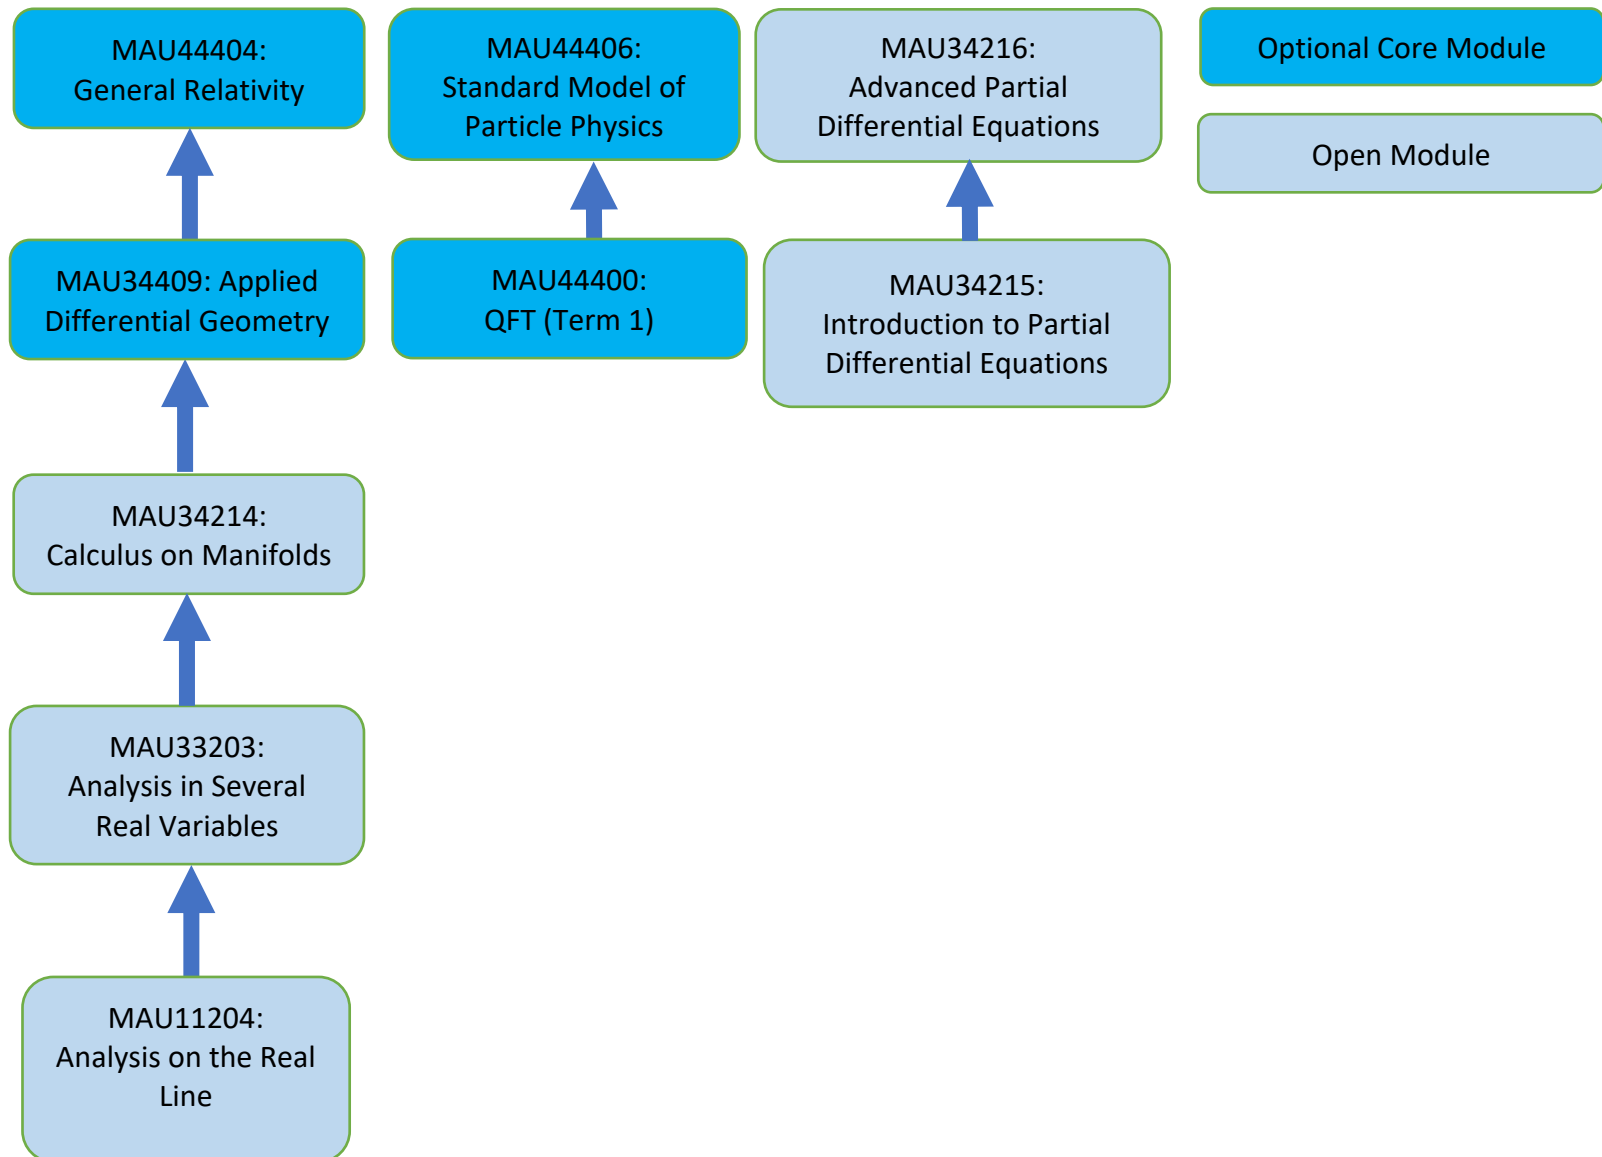 MAU44404:
General Relativity
MAU44406:
Standard Model of
Particle Physics
MAU34216:
Advanced Partial
Differential Equations
Optional Core Module
Open Module
MAU34409: Applied
Differential Geometry
MAU44400:
QFT (Term 1)
MAU34215:
Introduction to Partial
Differential Equations
MAU34214:
Calculus on Manifolds
MAU33203:
Analysis in Several
Real Variables
MAU11204:
Analysis on the Real
Line